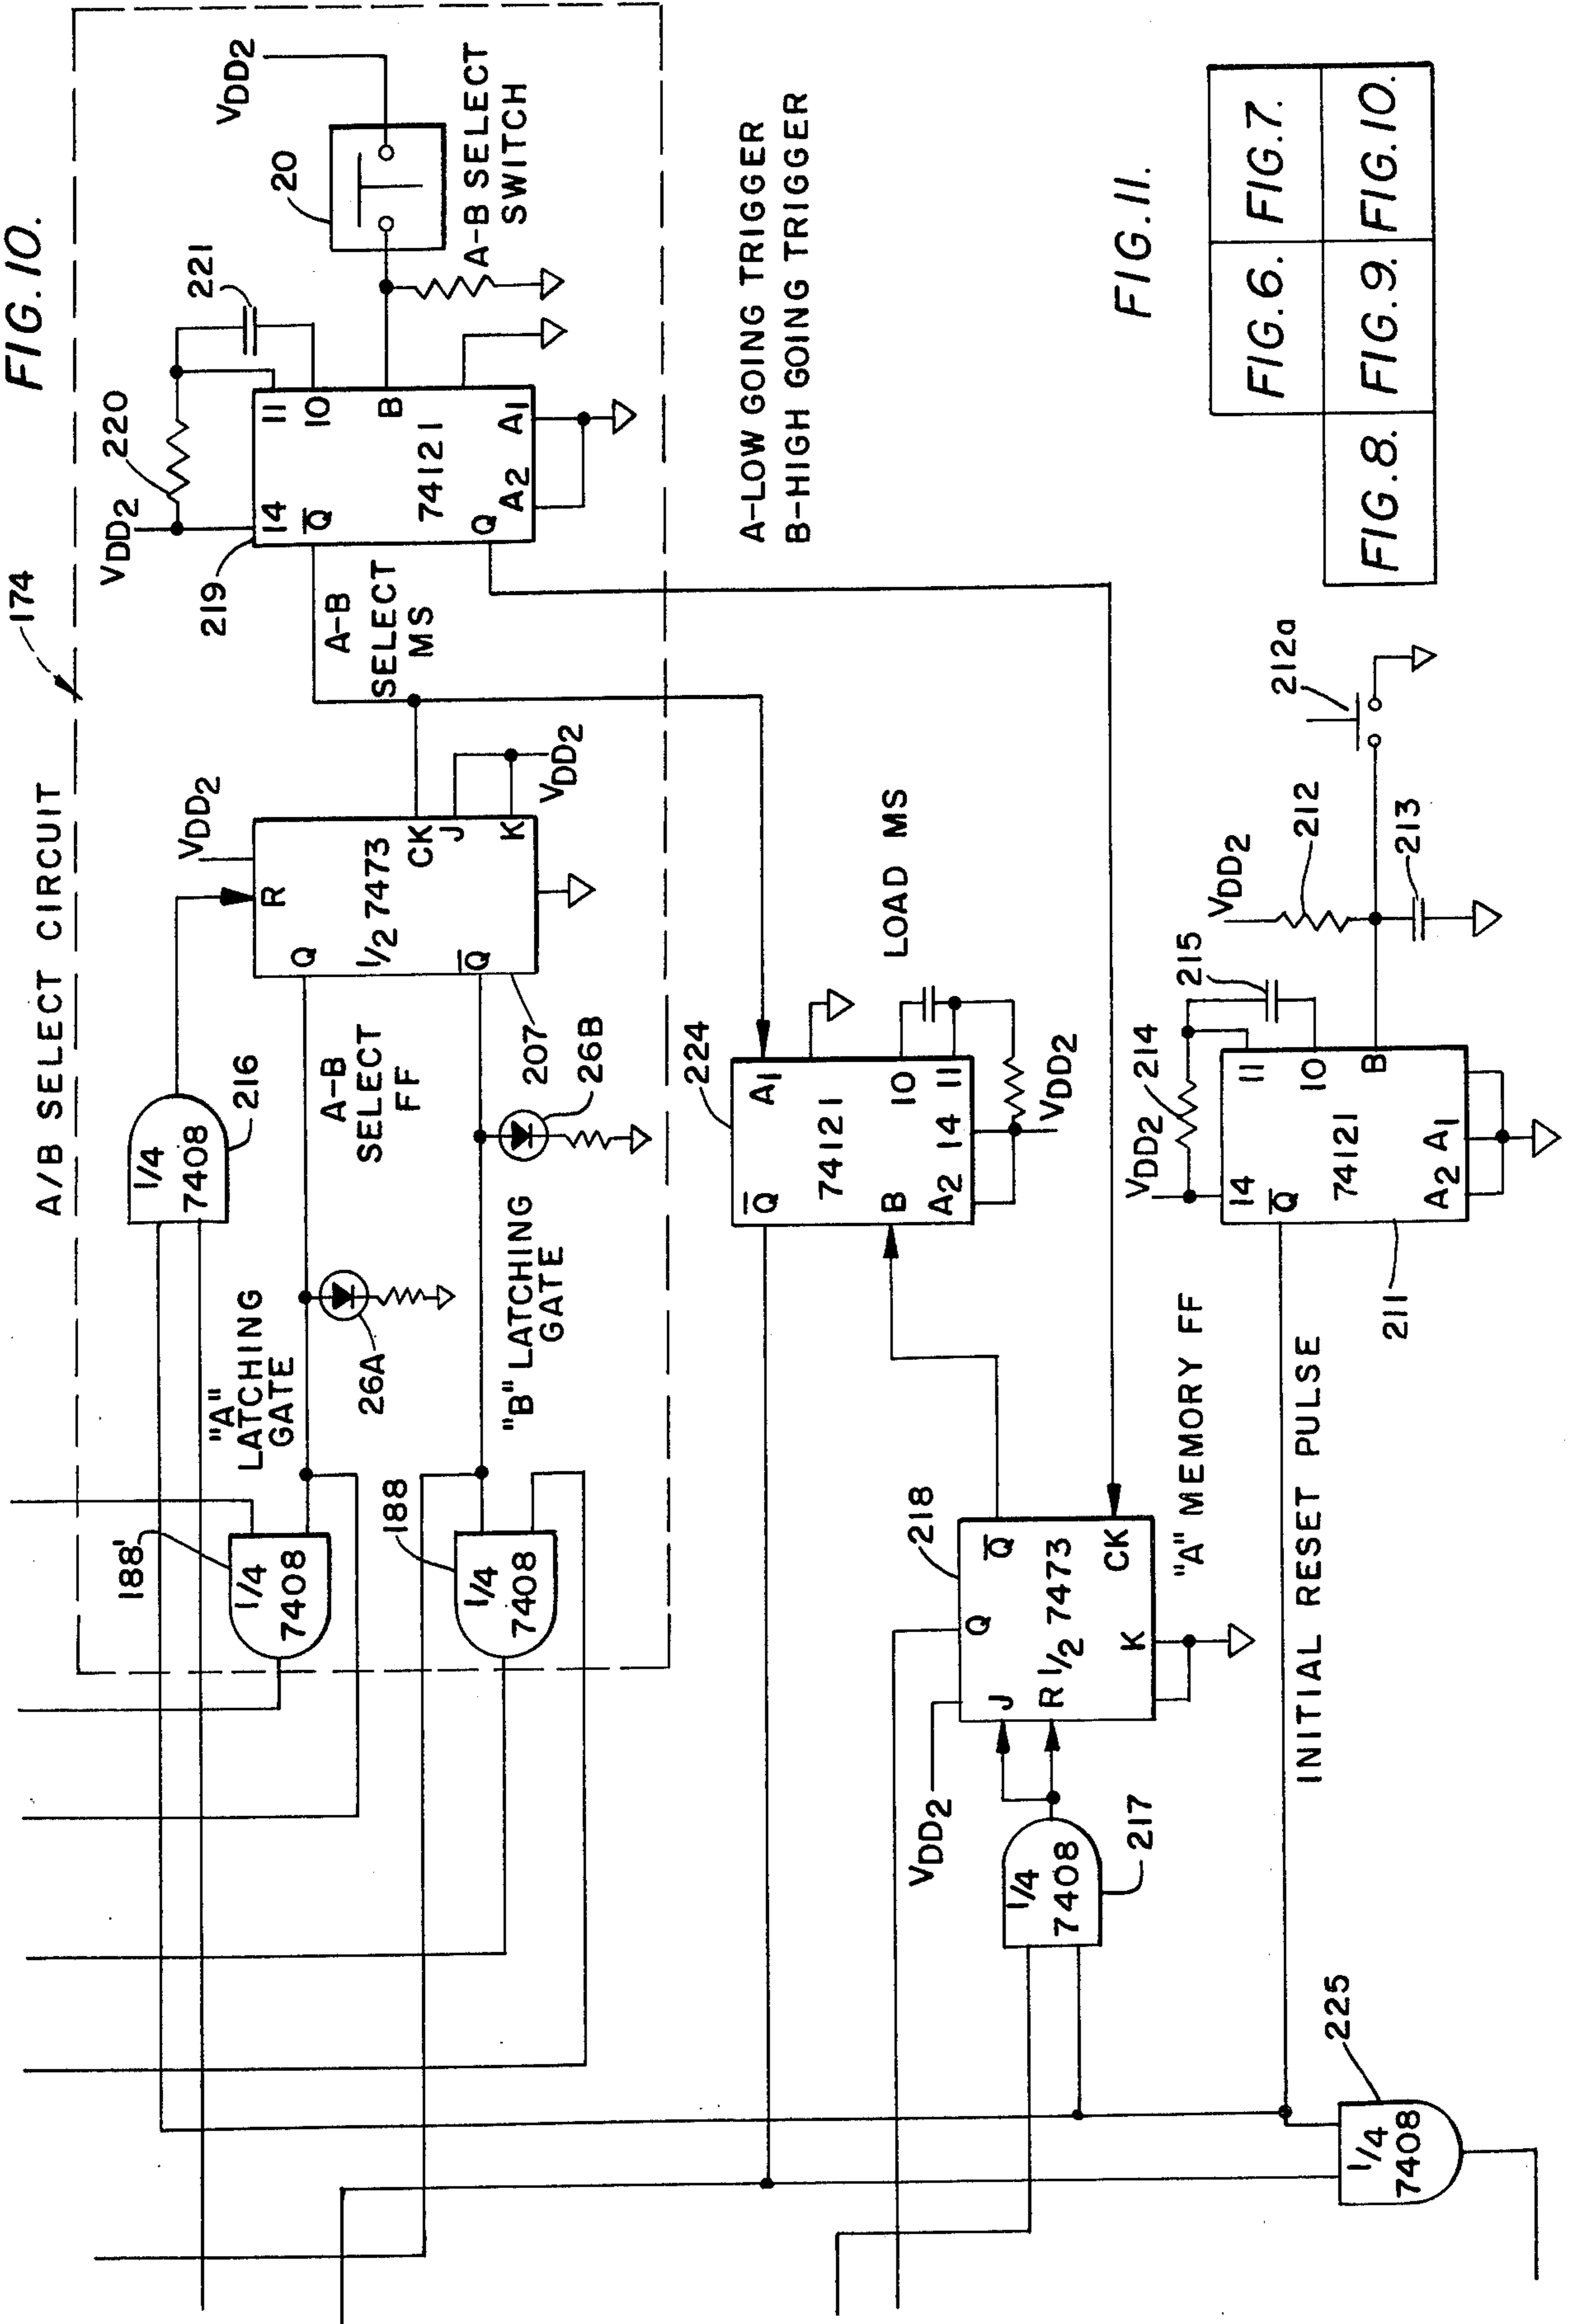 FIG. 10.
174
A/B SELECT CIRCUIT
VDD2
220
221
219
14
11
10
Q̅
B
74121
Q
A2
A1
20
VDD2
A-B SELECT
SWITCH
A-B
SELECT
MS
VDD2
R
Q
1/2 7473
CK
J
K
Q̅
VDD2
207
1/4
7408
216
A-B
SELECT
FF
26B
26A
"A"
LATCHING
GATE
"B" LATCHING
GATE
188'
1/4
7408
188
1/4
7408
A-LOW GOING TRIGGER
B-HIGH GOING TRIGGER
LOAD MS
224
Q̅
A1
74121
B
10
A2
14
11
VDD2
218
Q
Q̅
J
R
1/2 7473
K
CK
"A" MEMORY FF
VDD2
1/4
7408
217
INITIAL RESET PULSE
VDD2
214
215
14
11
Q̅
10
74121
B
A2
A1
211
VDD2
212
213
212a
1/4
7408
225
FIG. 11.
FIG. 6. FIG. 7.
FIG. 8. FIG. 9. FIG. 10.